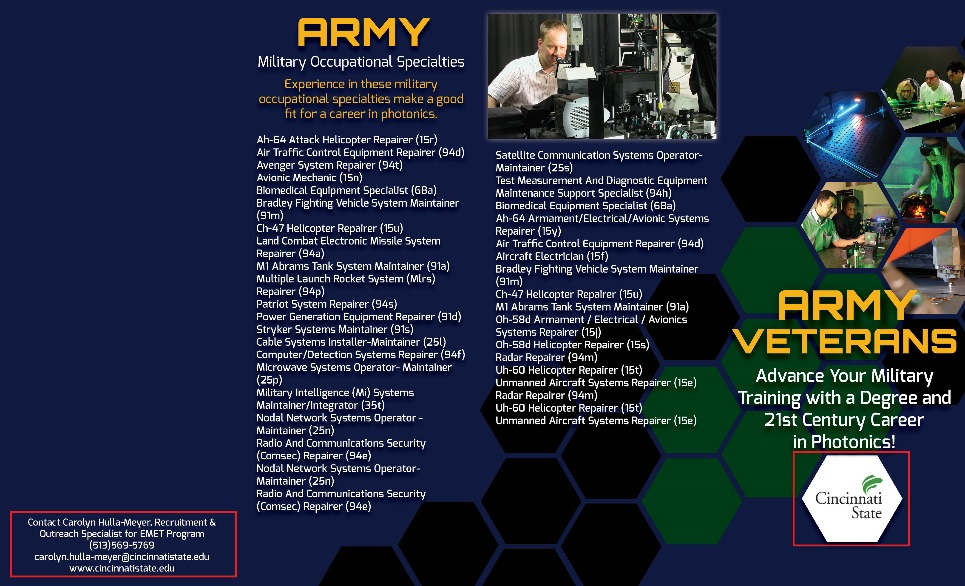 ARMY
Military Occupational Specialties
Experience in these military
occupational specialties make a good
fit for a career in photonics.
Ah-64 Attack Helicopter Repairer (15r)
Air Traffic Control Equipment Repairer (94d)
Avenger System Repairer (94t)
Avionic Mechanic (15n)
Biomedical Equipment Specialist (68a)
Bradley Fighting Vehicle System Maintainer
(91m)
Ch-47 Helicopter Repairer (15u)
Land Combat Electronic Missile System
Repairer (94a)
M1 Abrams Tank System Maintainer (91a)
Multiple Launch Rocket System (Mlrs)
Repairer (94p)
Patriot System Repairer (94s)
Power Generation Equipment Repairer (91d)
Stryker Systems Maintainer (91s)
Cable Systems Installer-Maintainer (25l)
Computer/Detection Systems Repairer (94f)
Microwave Systems Operator- Maintainer
(25p)
Military Intelligence (Mi) Systems
Maintainer/Integrator (35t)
Nodal Network Systems Operator -
Maintainer (25n)
Radio And Communications Security
(Comsec) Repairer (94e)
Nodal Network Systems Operator-
Maintainer (25n)
Radio And Communications Security
(Comsec) Repairer (94e)
Contact Carolyn Hulla-Meyer, Recruitment &
Outreach Specialist for EMET Program
(513)569-5769
carolyn.hulla-meyer@cincinnatistate.edu
www.cincinnatistate.edu
Satellite Communication Systems Operator-
Maintainer (25s)
Test Measurement And Diagnostic Equipment
Maintenance Support Specialist (94h)
Biomedical Equipment Specialist (68a)
Ah-64 Armament/Electrical/Avionic Systems
Repairer (15y)
Air Traffic Control Equipment Repairer (94d)
Aircraft Electrician (15f)
Bradley Fighting Vehicle System Maintainer
(91m)
Ch-47 Helicopter Repairer (15u)
M1 Abrams Tank System Maintainer (91a)
Oh-58d Armament / Electrical / Avionics
Systems Repairer (15j)
Oh-58d Helicopter Repairer (15s)
Radar Repairer (94m)
Uh-60 Helicopter Repairer (15t)
Unmanned Aircraft Systems Repairer (15e)
Radar Repairer (94m)
Uh-60 Helicopter Repairer (15t)
Unmanned Aircraft Systems Repairer (15e)
ARMY
VETERANS
Advance Your Military
Training with a Degree and
21st Century Career
in Photonics!
Cincinnati
State